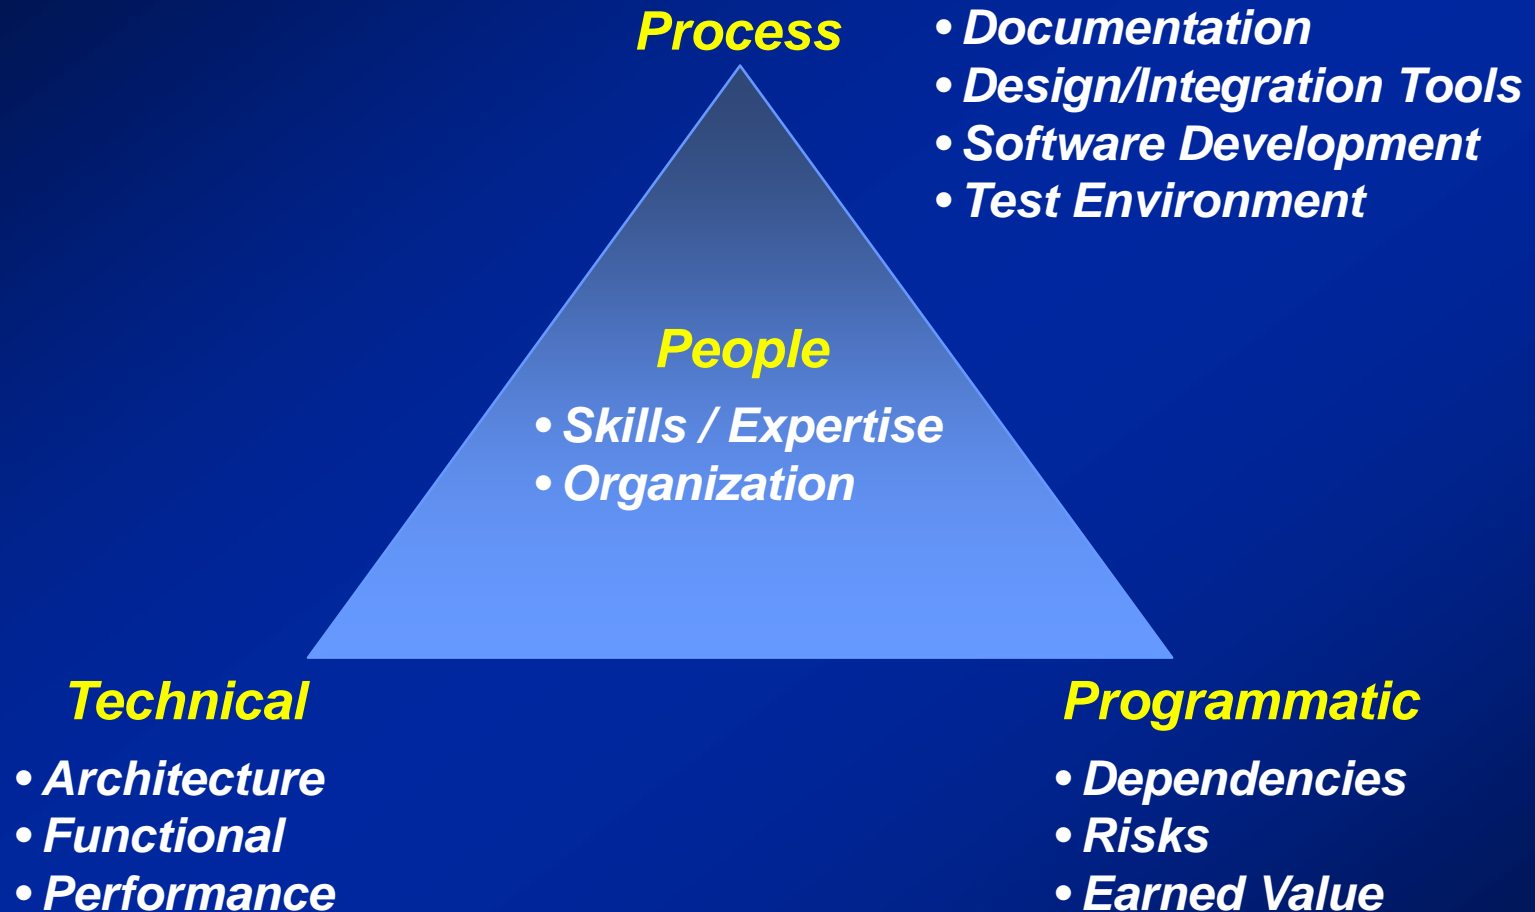 Process
• Documentation
• Design/Integration Tools
• Software Development
• Test Environment
People
• Skills / Expertise
• Organization
Technical
• Architecture
• Functional
• Performance
Programmatic
• Dependencies
• Risks
• Earned Value